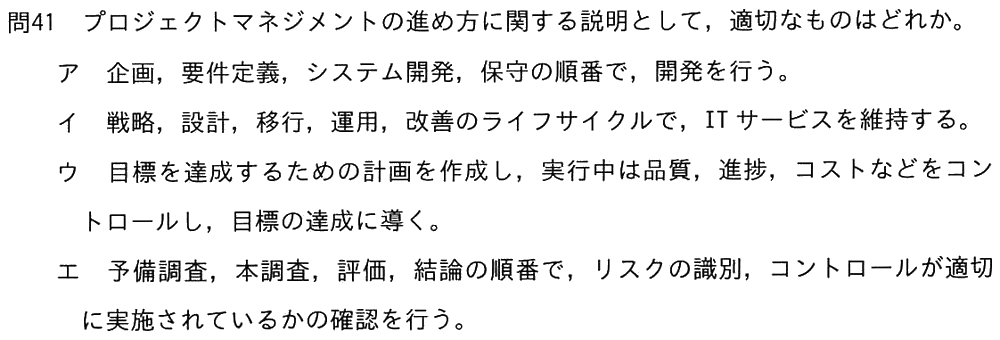 問41　プロジェクトマネジメントの進め方に関する説明として，適切なものはどれか。
ア　企画，要件定義，システム開発，保守の順番で，開発を行う。
イ　戦略，設計，移行，運用，改善のライフサイクルで，IT サービスを維持する。
ウ　目標を達成するための計画を作成し，実行中は品質，進捗，コストなどをコン
トロールし，目標の達成に導く。
エ　予備調査，本調査，評価，結論の順番で，リスクの識別，コントロールが適切
に実施されているかの確認を行う。